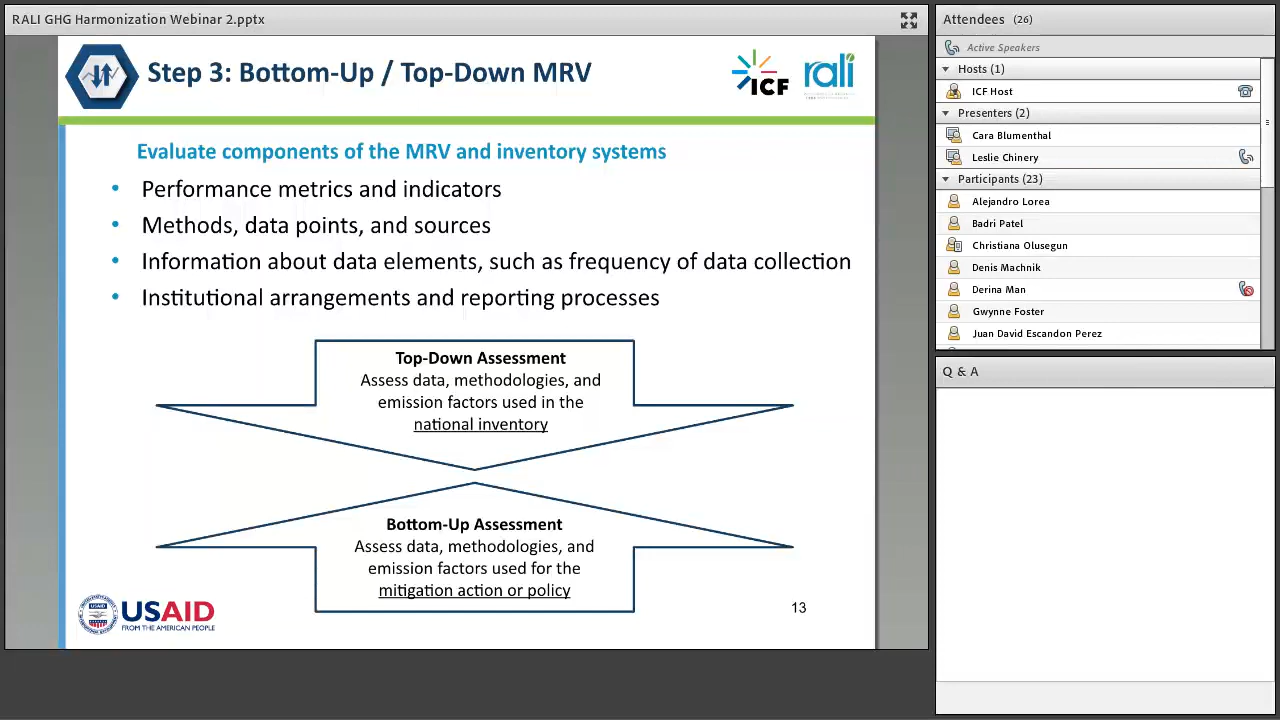 RALI GHG Harmonization Webinar 2.pptx
Step 3: Bottom-Up / Top-Down MRV
ICF
rali
Evaluate components of the MRV and inventory systems
• Performance metrics and indicators
• Methods, data points, and sources
• Information about data elements, such as frequency of data collection
• Institutional arrangements and reporting processes
Top-Down Assessment
Assess data, methodologies, and
emission factors used in the
national inventory
Bottom-Up Assessment
Assess data, methodologies, and
emission factors used for the
mitigation action or policy
USAID
FROM THE AMERICAN PEOPLE
13
Attendees (26)
Active Speakers
Hosts (1)
ICF Host
Presenters (2)
Cara Blumenthal
Leslie Chinery
Participants (23)
Alejandro Lorea
Badri Patel
Christiana Olusegun
Denis Machnik
Derina Man
Gwynne Foster
Juan David Escandon Perez
Q & A